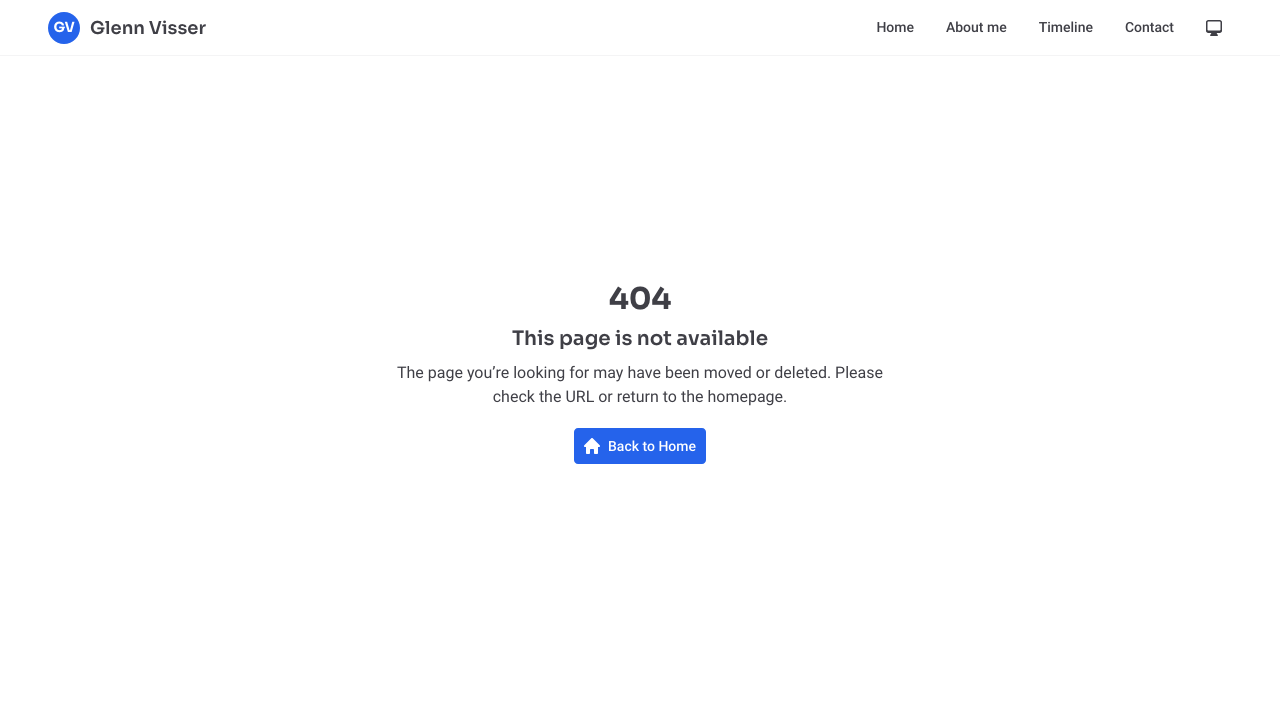 GV Glenn Visser
Home About me Timeline Contact
404
This page is not available
The page you’re looking for may have been moved or deleted. Please
check the URL or return to the homepage.
Back to Home